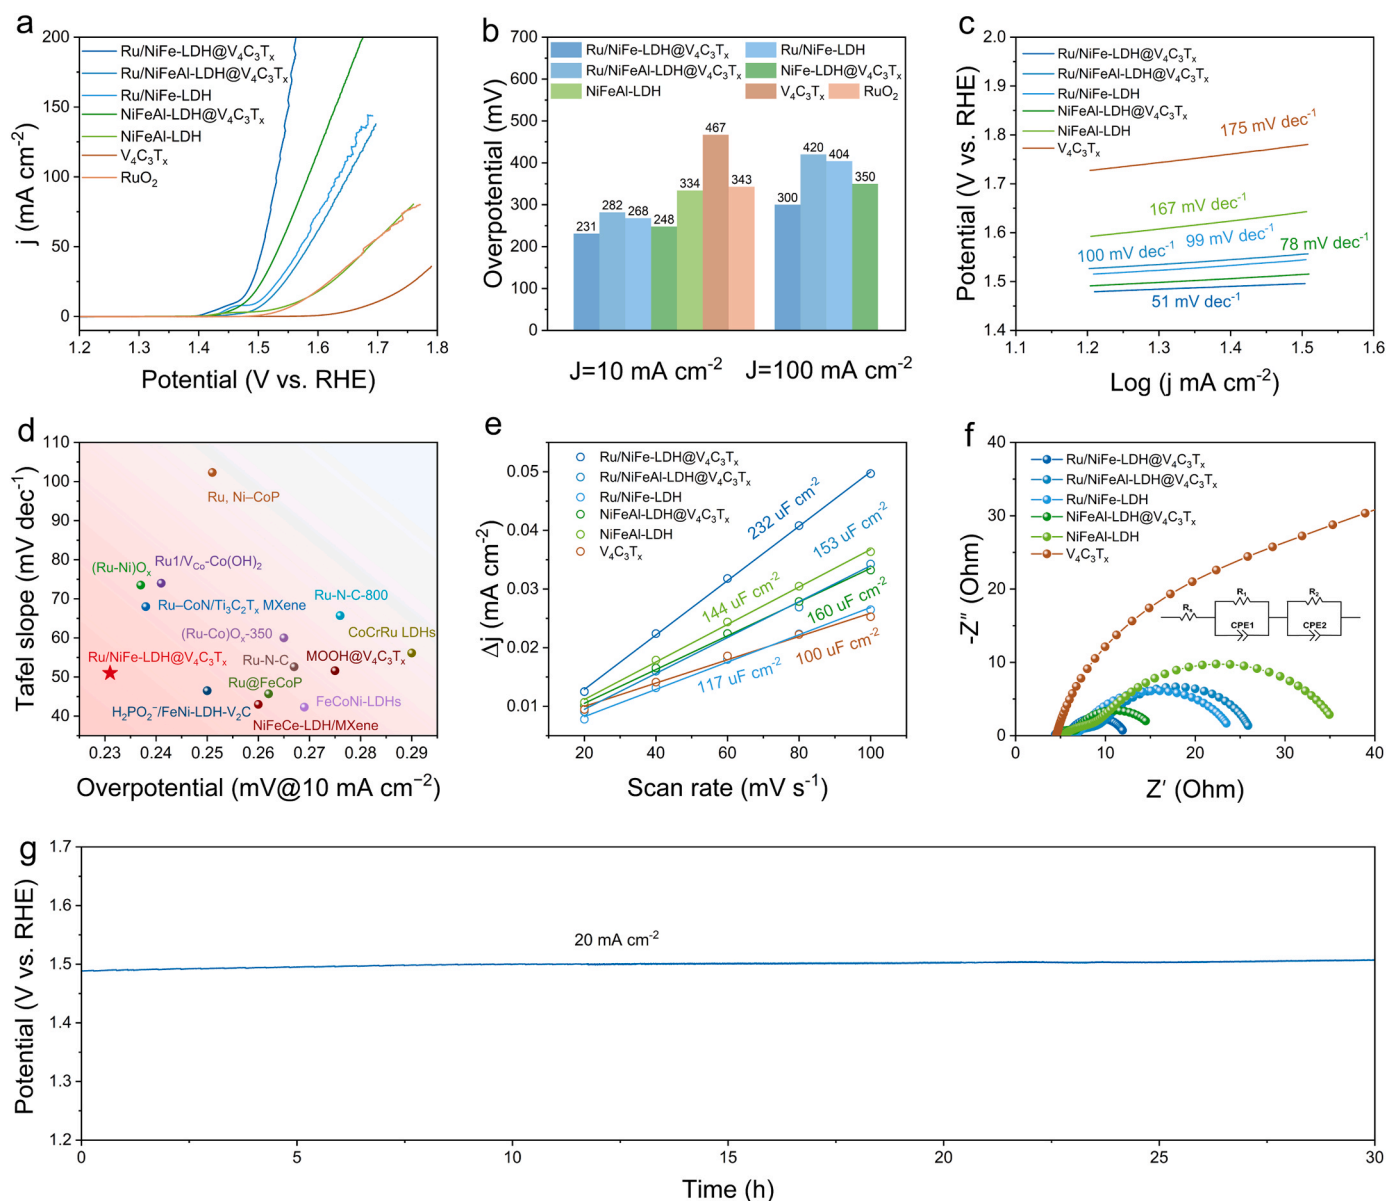 a
200
150
100
50
0
j (mA cm⁻²)
Ru/NiFe-LDH@V₄C₃Tₓ
Ru/NiFeAl-LDH@V₄C₃Tₓ
Ru/NiFe-LDH
NiFeAl-LDH@V₄C₃Tₓ
NiFeAl-LDH
V₄C₃Tₓ
RuO₂
1.2 1.3 1.4 1.5 1.6 1.7 1.8
Potential (V vs. RHE)
b
700
600
500
400
300
200
100
0
Overpotential (mV)
Ru/NiFe-LDH@V₄C₃Tₓ Ru/NiFe-LDH
Ru/NiFeAl-LDH@V₄C₃Tₓ NiFe-LDH@V₄C₃Tₓ
NiFeAl-LDH V₄C₃Tₓ RuO₂
231 282 268 248 334 467 343 300 420 404 350
J=10 mA cm⁻² J=100 mA cm⁻²
c
2.0
1.9
1.8
1.7
1.6
1.5
1.4
Potential (V vs. RHE)
Ru/NiFe-LDH@V₄C₃Tₓ
Ru/NiFeAl-LDH@V₄C₃Tₓ
Ru/NiFe-LDH
NiFeAl-LDH@V₄C₃Tₓ
NiFeAl-LDH
V₄C₃Tₓ
175 mV dec⁻¹
167 mV dec⁻¹
100 mV dec⁻¹ 99 mV dec⁻¹ 78 mV dec⁻¹
51 mV dec⁻¹
1.1 1.2 1.3 1.4 1.5 1.6
Log (j mA cm⁻²)
d
110
100
90
80
70
60
50
40
Tafel slope (mV dec⁻¹)
Ru, Ni–CoP
(Ru-Ni)Oₓ
Ru1/V_Co-Co(OH)₂
Ru–CoN/Ti₃C₂Tₓ MXene
Ru-N-C-800
(Ru-Co)Oₓ-350
CoCrRu LDHs
Ru/NiFe-LDH@V₄C₃Tₓ
Ru-N-C
MOOH@V₄C₃Tₓ
Ru@FeCoP
H₂PO₂⁻/FeNi-LDH-V₂C
FeCoNi-LDHs
NiFeCe-LDH/MXene
0.23 0.24 0.25 0.26 0.27 0.28 0.29
Overpotential (mV@10 mA cm⁻²)
e
0.05
0.04
0.03
0.02
0.01
Δj (mA cm⁻²)
Ru/NiFe-LDH@V₄C₃Tₓ
Ru/NiFeAl-LDH@V₄C₃Tₓ
Ru/NiFe-LDH
NiFeAl-LDH@V₄C₃Tₓ
NiFeAl-LDH
V₄C₃Tₓ
232 uF cm⁻²
153 uF cm⁻²
144 uF cm⁻²
160 uF cm⁻²
100 uF cm⁻²
117 uF cm⁻²
20 40 60 80 100
Scan rate (mV s⁻¹)
f
40
30
20
10
0
-Z″ (Ohm)
Ru/NiFe-LDH@V₄C₃Tₓ
Ru/NiFeAl-LDH@V₄C₃Tₓ
Ru/NiFe-LDH
NiFeAl-LDH@V₄C₃Tₓ
NiFeAl-LDH
V₄C₃Tₓ
Rₛ R₁ R₂
CPE1 CPE2
0 10 20 30 40
Z′ (Ohm)
g
1.7
1.6
1.5
1.4
1.3
1.2
Potential (V vs. RHE)
20 mA cm⁻²
0 5 10 15 20 25 30
Time (h)